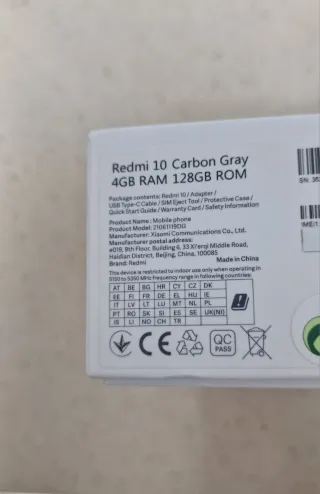 Redmi 10 Carbon Gray
4GB RAM 128GB ROM
Package contents: Redmi 10 / Adapter /
USB Type-C Cable / SIM Eject Tool / Protective Case /
Quick Start Guide / Warranty Card / Safety Information
Product Name : Mobile phone
Product Model: 21061119DG
Manufacturer: Xiaomi Communications Co., Ltd.
Manufacturer postal address:
#019, 9th Floor, Building 6, 33 Xi'erqi Middle Road,
Haidian District, Beijing, China, 100085
Brand: Redmi
Made in China
This device is restricted to indoor use only when operating in
5150 to 5350 MHz frequency range in following countries:
AT BE BG HR CY CZ DK
EE FI FR DE EL HU IE
IT LV LT LU MT NL PL
PT RO SK SI ES SE UK(NI)
IS LI NO CH TR
CE
QC
PASS
SN: 36
IMEI1